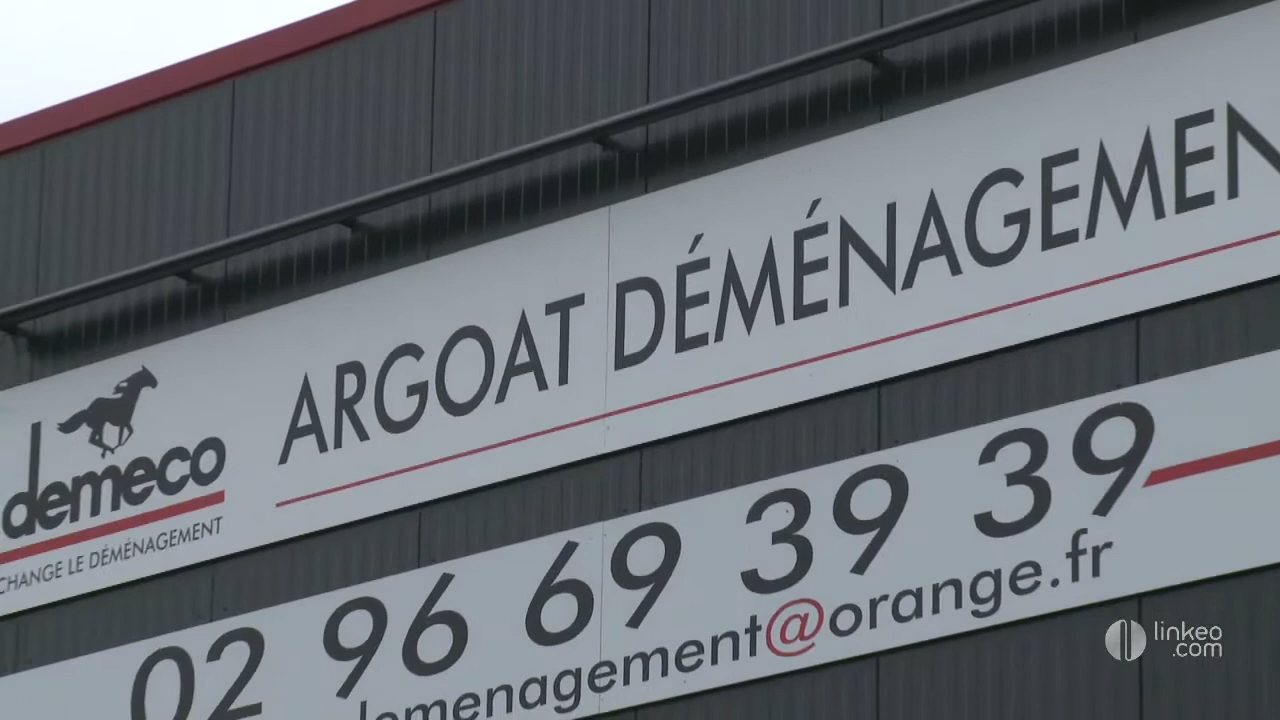 ARGOAT DÉMÉNAGEMEN
demeco
CHANGE LE DÉMÉNAGEMENT
02 96 69 39 39
demenagement@orange.fr
linkeo
.com